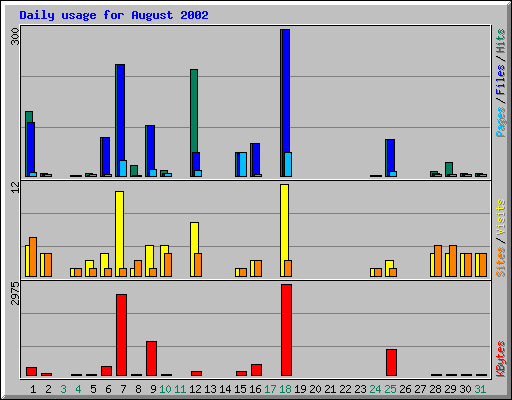 Daily usage for August 2002
300
Pages / Files / Hits
12
Sites / Visits
2975
KBytes
1 2 3 4 5 6 7 8 9 10 11 12 13 14 15 16 17 18 19 20 21 22 23 24 25 26 27 28 29 30 31